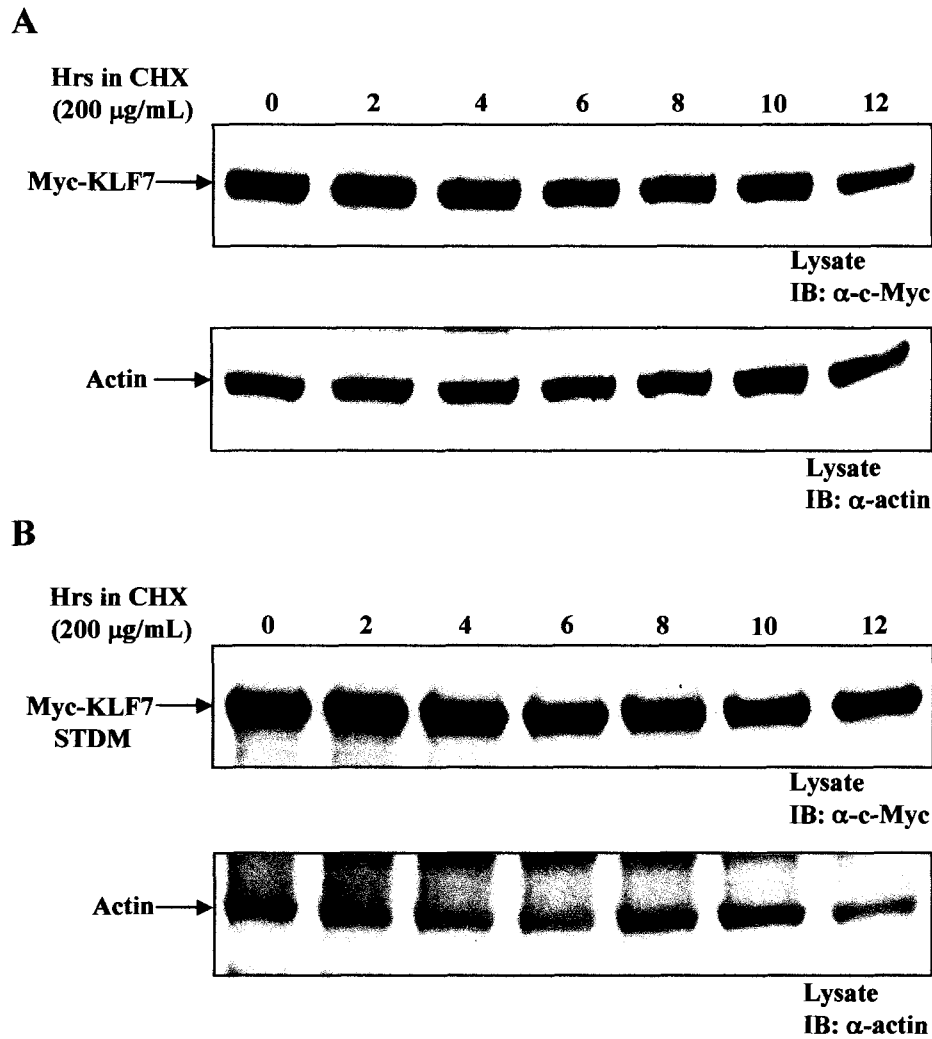 A
Hrs in CHX
(200 μg/mL)
0 2 4 6 8 10 12
Myc-KLF7
Lysate
IB: α-c-Myc
Actin
Lysate
IB: α-actin
B
Hrs in CHX
(200 μg/mL)
0 2 4 6 8 10 12
Myc-KLF7
STDM
Lysate
IB: α-c-Myc
Actin
Lysate
IB: α-actin